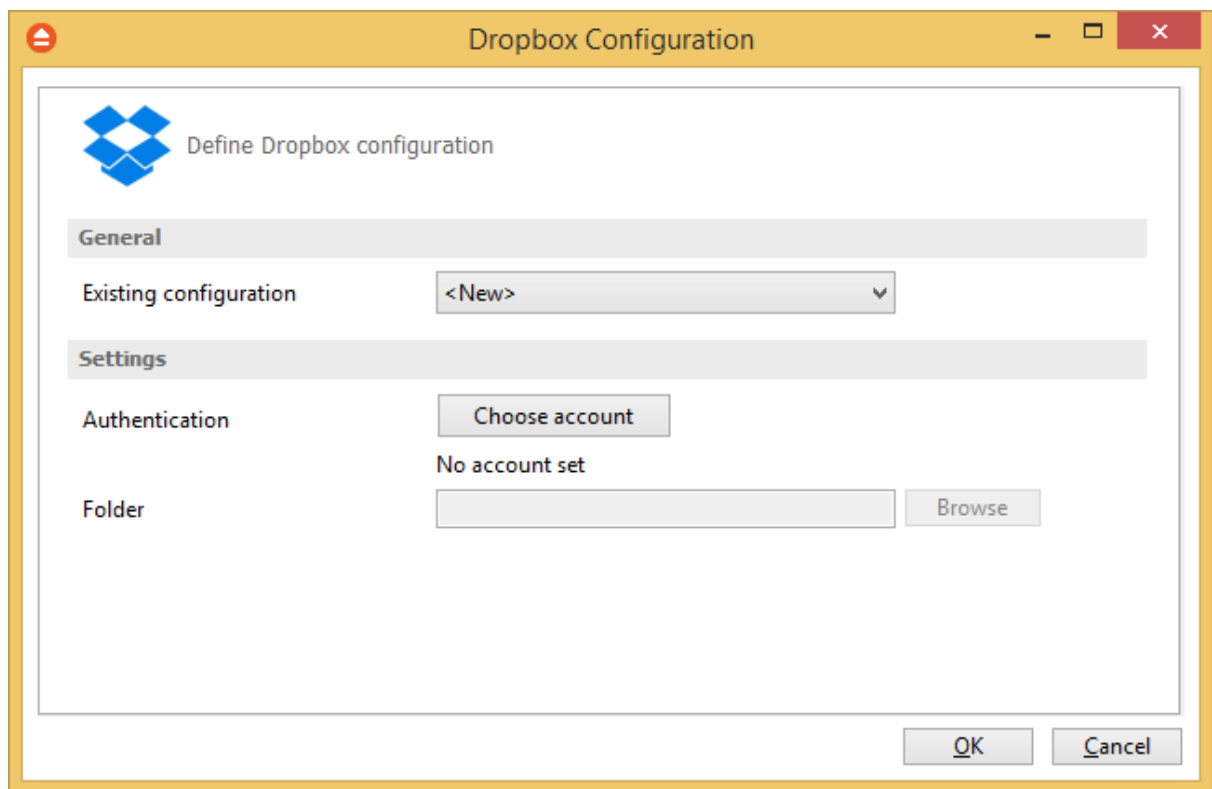 Dropbox Configuration
Define Dropbox configuration
General
Existing configuration <New>
Settings
Authentication Choose account
No account set
Folder Browse
OK Cancel